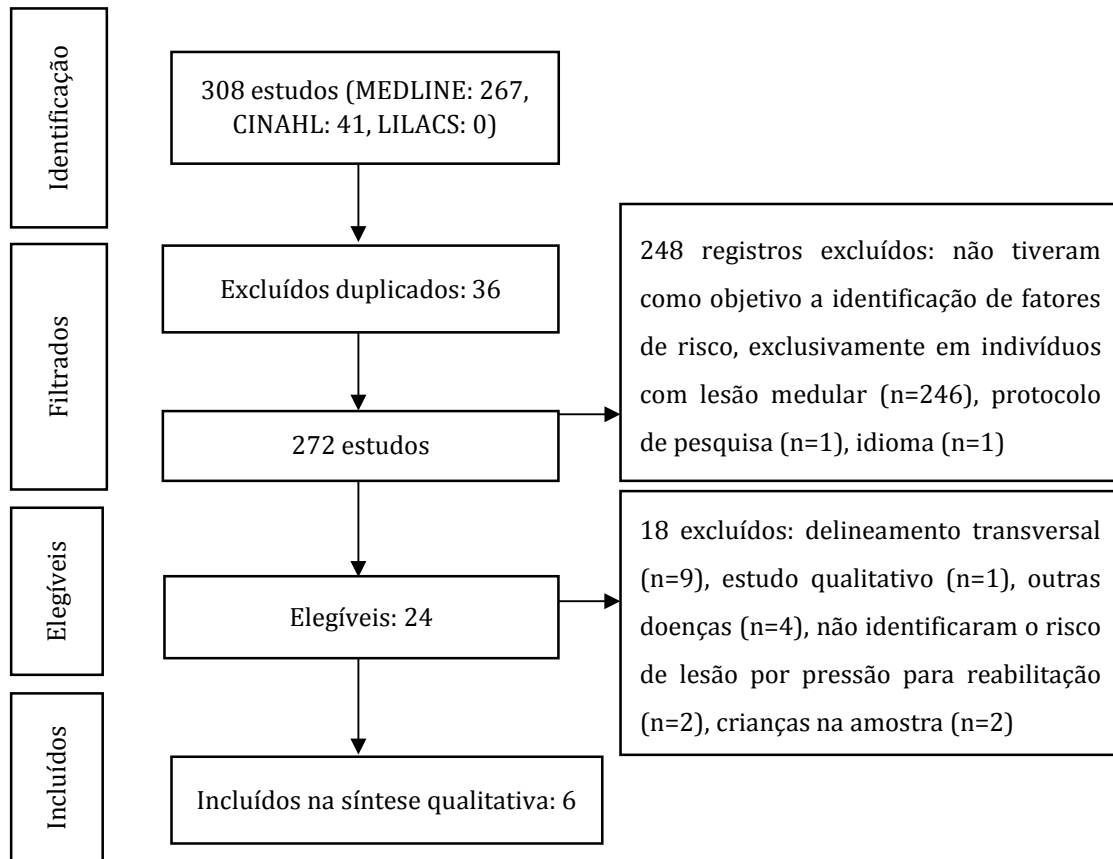 Identificação
308 estudos (MEDLINE: 267,
CINAHL: 41, LILACS: 0)
Filtrados
Excluídos duplicados: 36
248 registros excluídos: não tiveram
como objetivo a identificação de fatores
de risco, exclusivamente em indivíduos
com lesão medular (n=246), protocolo
de pesquisa (n=1), idioma (n=1)
272 estudos
Elegíveis
Elegíveis: 24
18 excluídos: delineamento transversal
(n=9), estudo qualitativo (n=1), outras
doenças (n=4), não identificaram o risco
de lesão por pressão para reabilitação
(n=2), crianças na amostra (n=2)
Incluídos
Incluídos na síntese qualitativa: 6